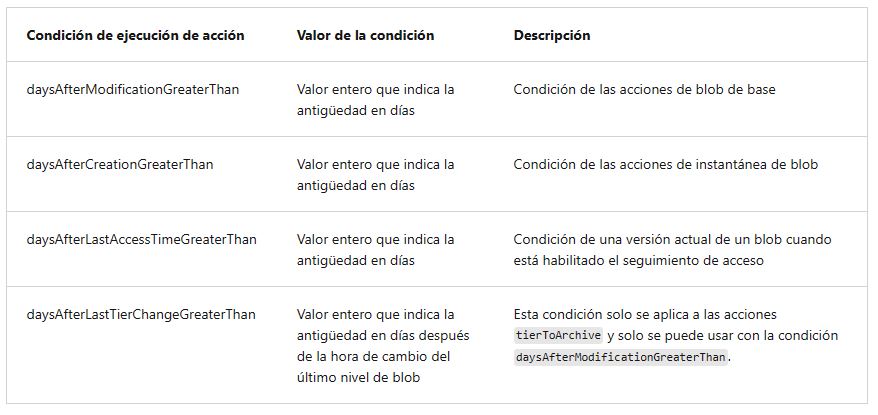 Condición de ejecución de acción
Valor de la condición
Descripción
daysAfterModificationGreaterThan
Valor entero que indica la
antigüedad en días
Condición de las acciones de blob de base
daysAfterCreationGreaterThan
Valor entero que indica la
antigüedad en días
Condición de las acciones de instantánea de blob
daysAfterLastAccessTimeGreaterThan
Valor entero que indica la
antigüedad en días
Condición de una versión actual de un blob cuando
está habilitado el seguimiento de acceso
daysAfterLastTierChangeGreaterThan
Valor entero que indica la
antigüedad en días después
de la hora de cambio del
último nivel de blob
Esta condición solo se aplica a las acciones
tierToArchive y solo se puede usar con la condición
daysAfterModificationGreaterThan.